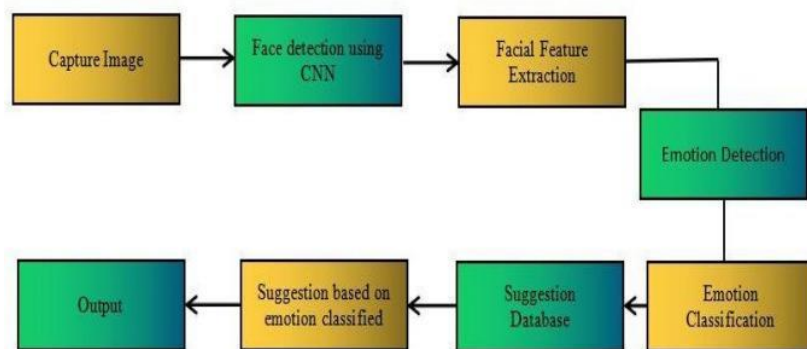 Capture Image
Face detection using
CNN
Facial Feature
Extraction
Emotion Detection
Emotion
Classification
Suggestion
Database
Suggestion based on
emotion classified
Output